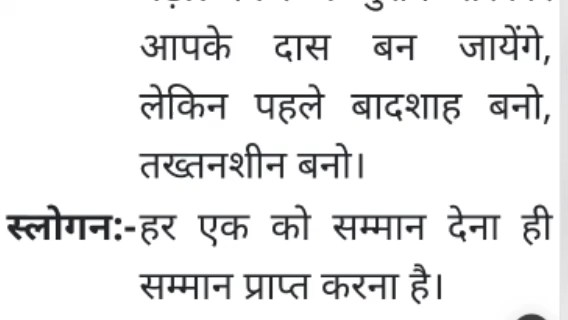 आपके दास बन जायेंगे,
लेकिन पहले बादशाह बनो,
तख्तनशीन बनो।
स्लोगन:-हर एक को सम्मान देना ही
सम्मान प्राप्त करना है।